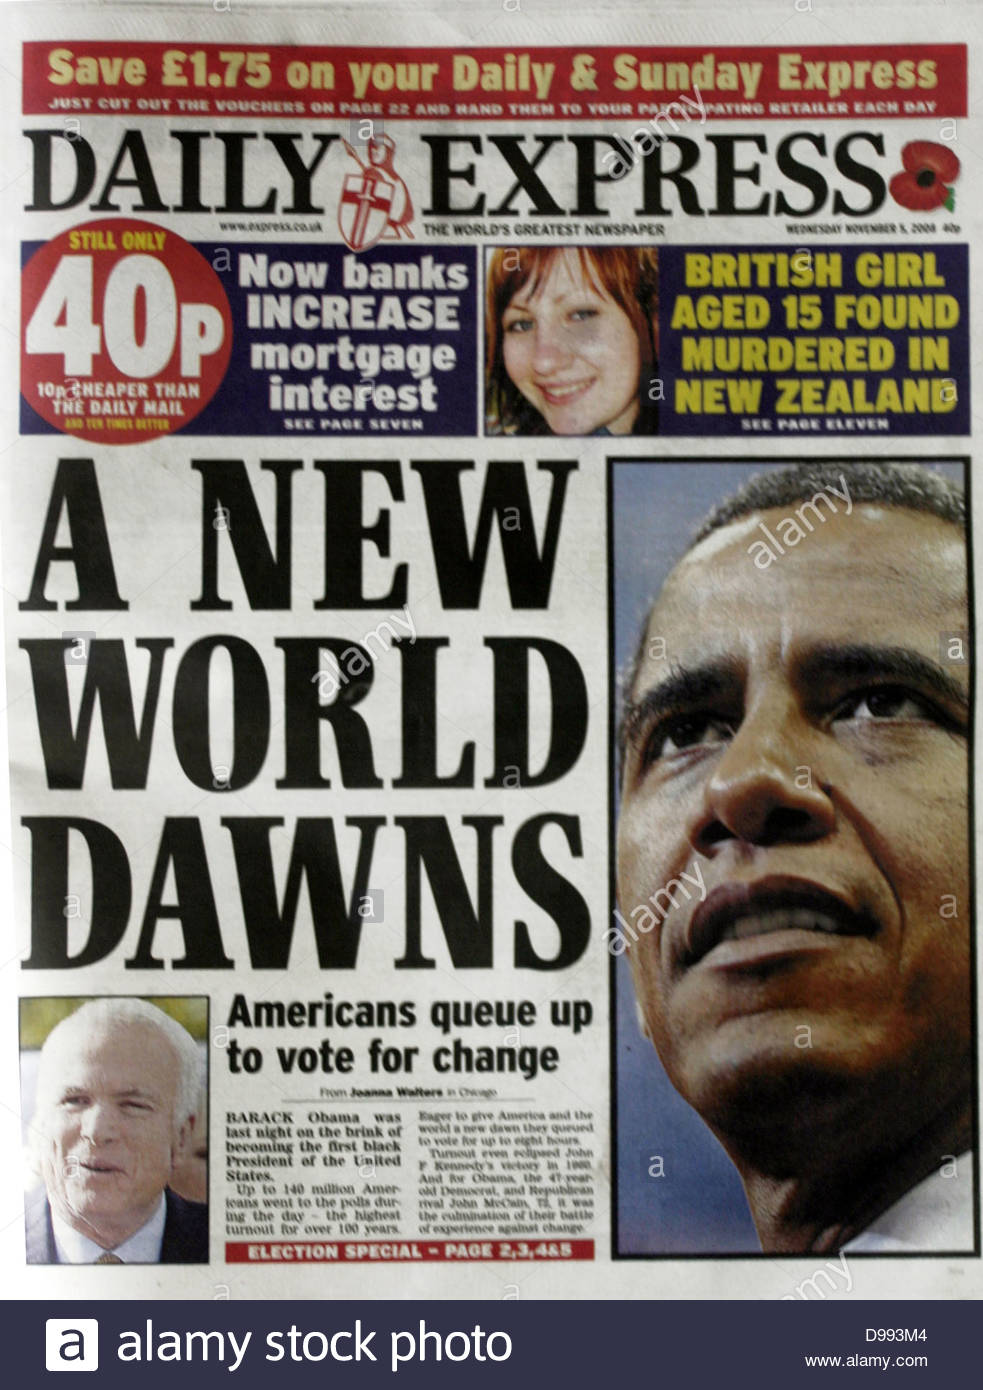 Save £1.75 on your Daily & Sunday Express
JUST CUT OUT THE VOUCHERS ON PAGE 22 AND HAND THEM TO YOUR PARTICIPATING RETAILER EACH DAY
DAILY EXPRESS
www.express.co.uk
THE WORLD'S GREATEST NEWSPAPER
WEDNESDAY NOVEMBER 5, 2008 40p
STILL ONLY
40p
10p CHEAPER THAN
THE DAILY MAIL
AND TEN TIMES BETTER
Now banks
INCREASE
mortgage
interest
SEE PAGE SEVEN
BRITISH GIRL
AGED 15 FOUND
MURDERED IN
NEW ZEALAND
SEE PAGE ELEVEN
A NEW
WORLD
DAWNS
Americans queue up
to vote for change
From Joanna Walters in Chicago
BARACK Obama was
last night on the brink of
becoming the first black
President of the United
States.
Up to 140 million Amer-
icans went to the polls dur-
ing the day – the highest
turnout for over 100 years.
Eager to give America and the
world a new dawn they queued
to vote for up to eight hours.
Turnout even eclipsed John
F Kennedy's victory in 1960.
And for Obama, the 47-year-
old Democrat, and Republican
rival John McCain, 72, it was
the culmination of their battle
of experience against change.
ELECTION SPECIAL – PAGE 2,3,4&5
alamy
alamy
alamy
alamy
alamy
a alamy stock photo
D993M4
www.alamy.com